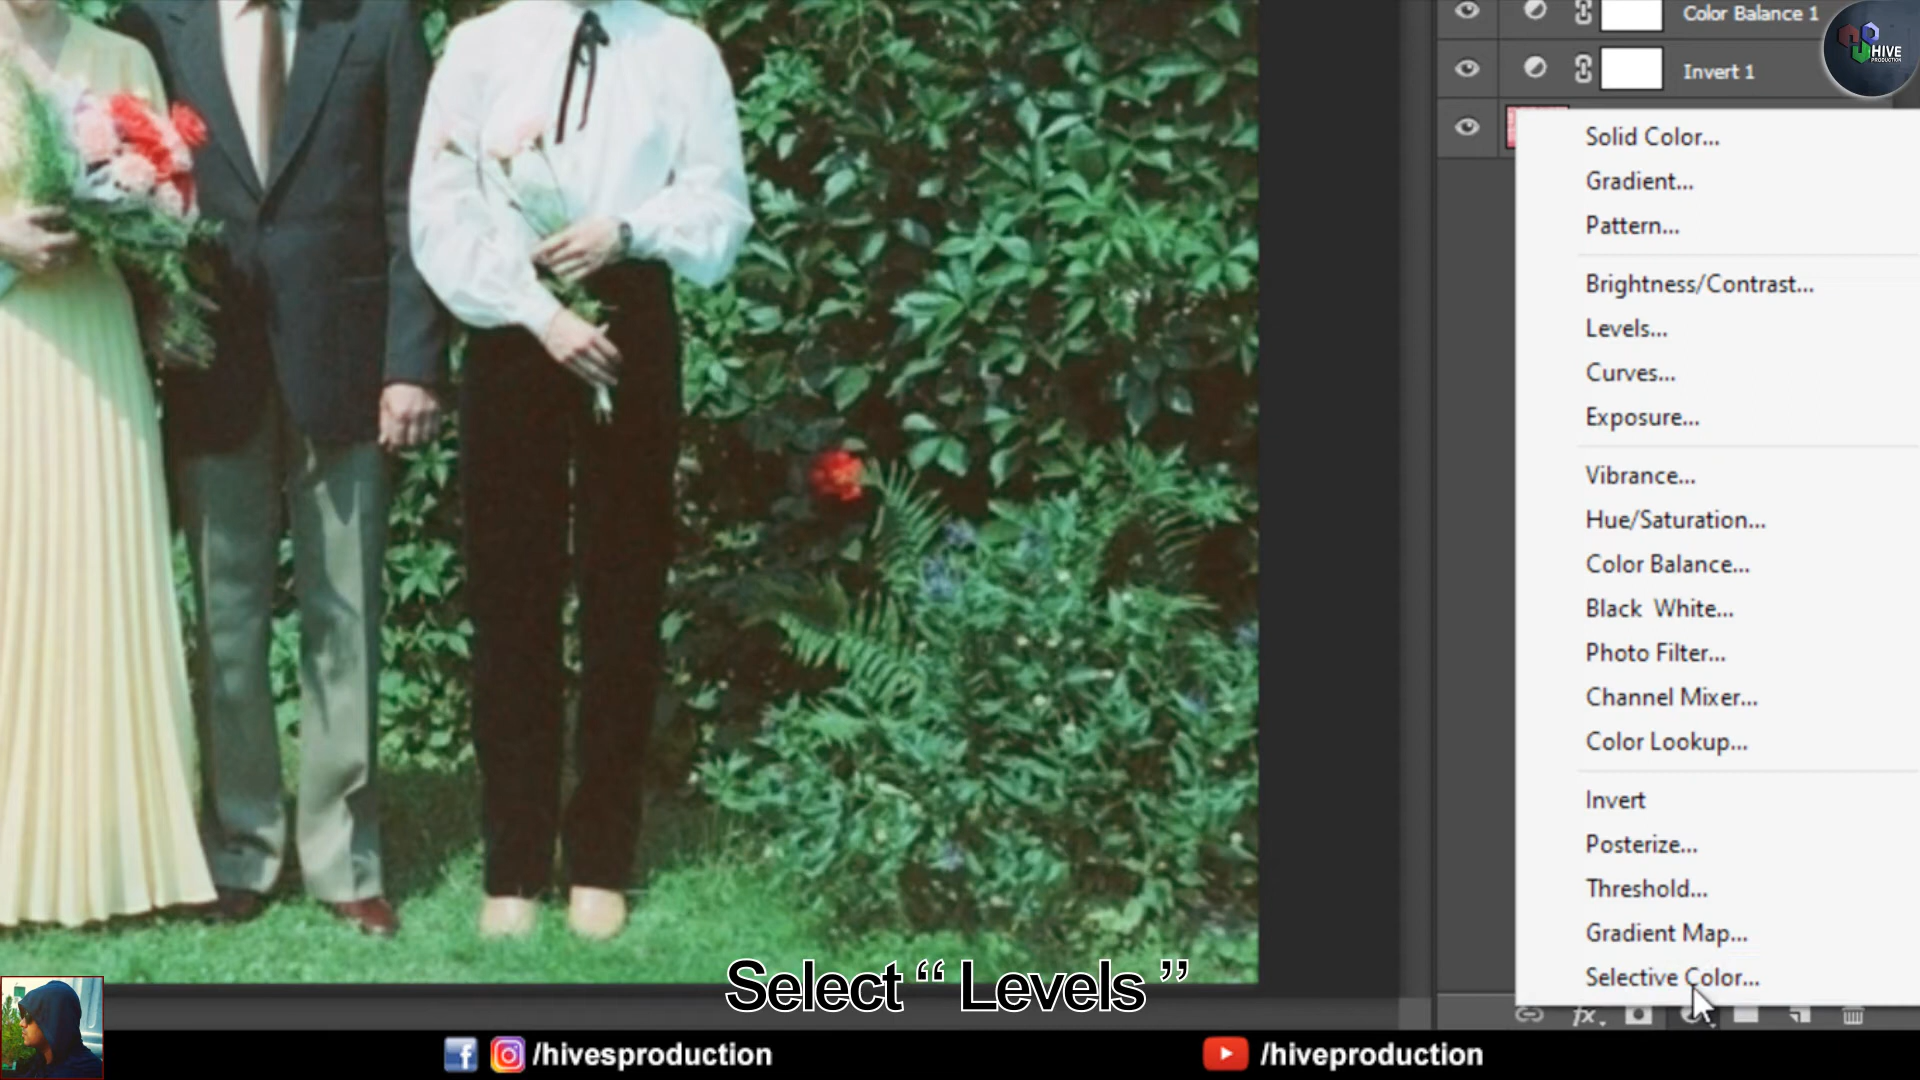 Color Balance 1
HIVE
PRODUCTION
Invert 1
Solid Color...
Gradient...
Pattern...
Brightness/Contrast...
Levels...
Curves...
Exposure...
Vibrance...
Hue/Saturation...
Color Balance...
Black  White...
Photo Filter...
Channel Mixer...
Color Lookup...
Invert
Posterize...
Threshold...
Gradient Map...
Selective Color...
fx
Select “ Levels ”
/hivesproduction
/hiveproduction